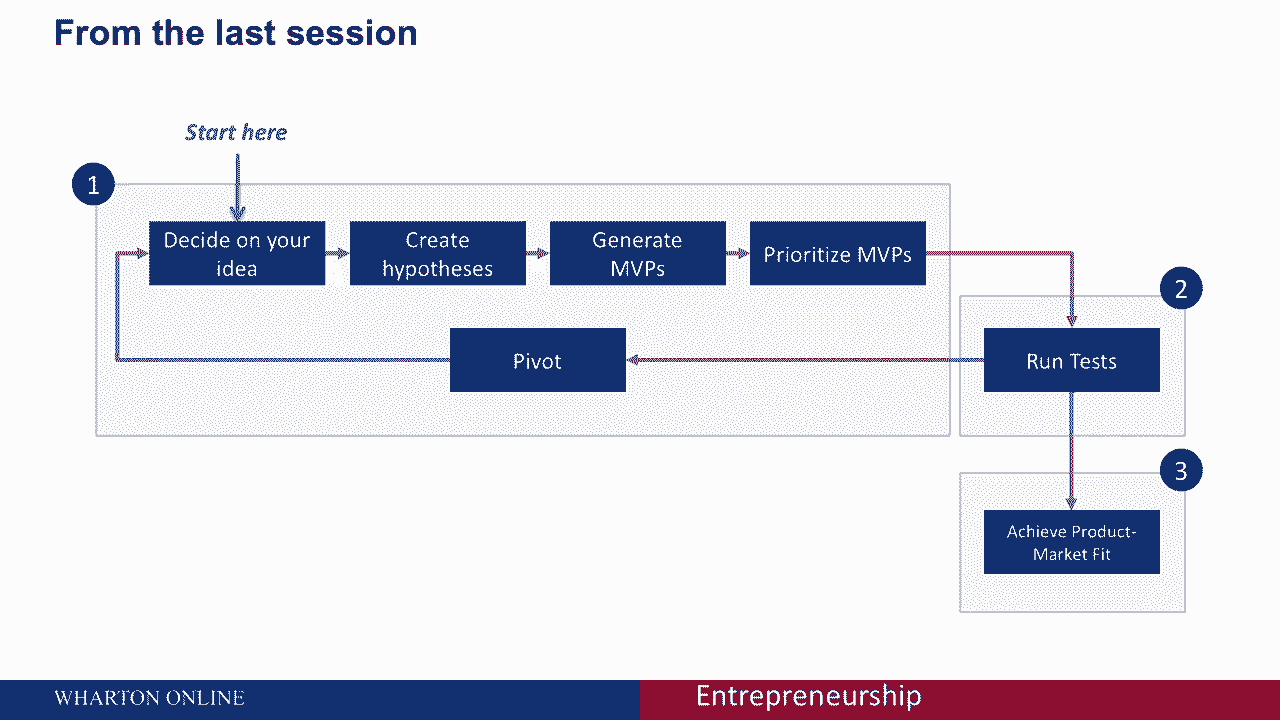 From the last session
Start here
1
Decide on your
idea
Create
hypotheses
Generate
MVPs
Prioritize MVPs
2
Pivot
Run Tests
3
Achieve Product-
Market Fit
WHARTON ONLINE
Entrepreneurship